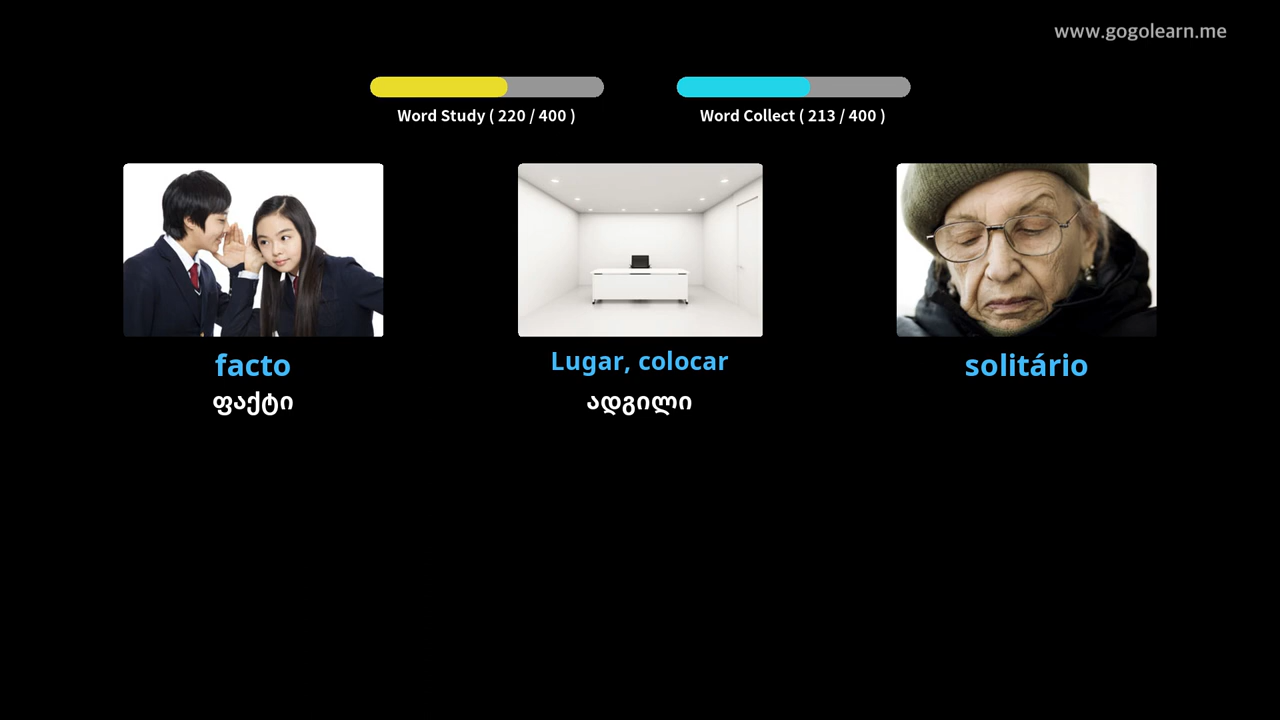 www.gogolearn.me
Word Study ( 220 / 400 )
Word Collect ( 213 / 400 )
facto
Lugar, colocar
solitário
ფაქტი
ადგილი